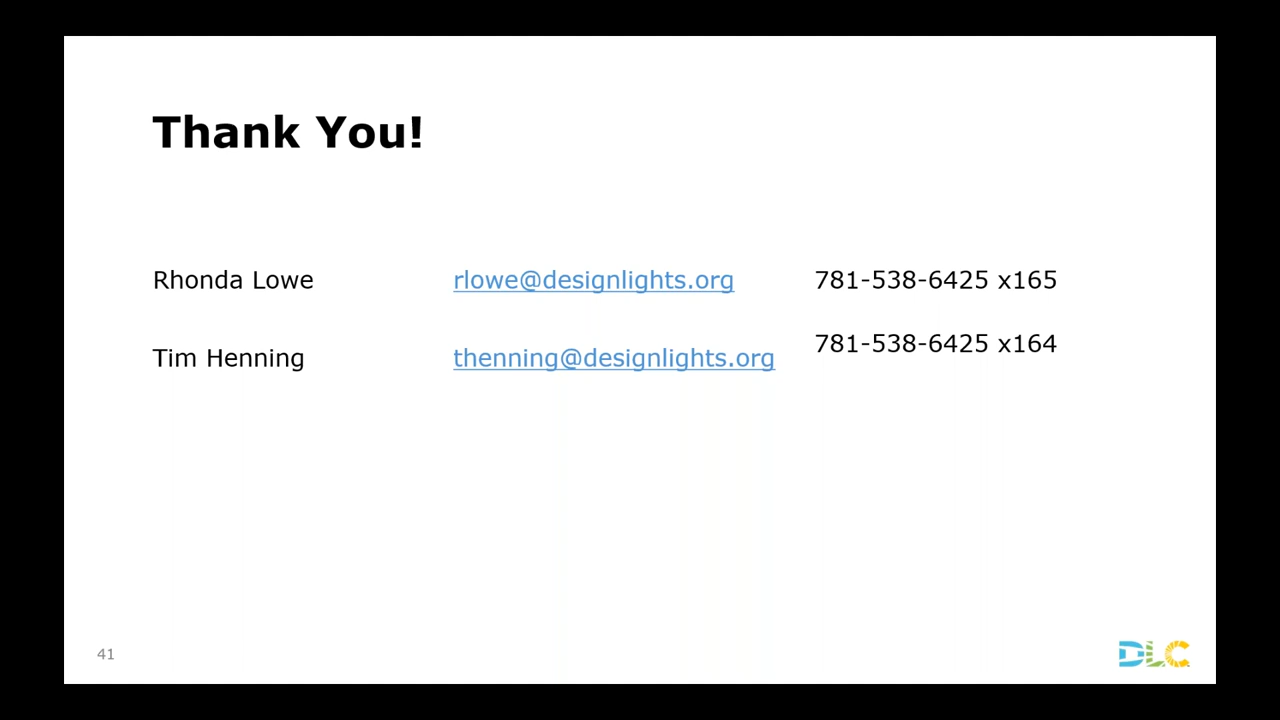 Thank You!
Rhonda Lowe rlowe@designlights.org 781-538-6425 x165
Tim Henning thenning@designlights.org 781-538-6425 x164
41
DLC